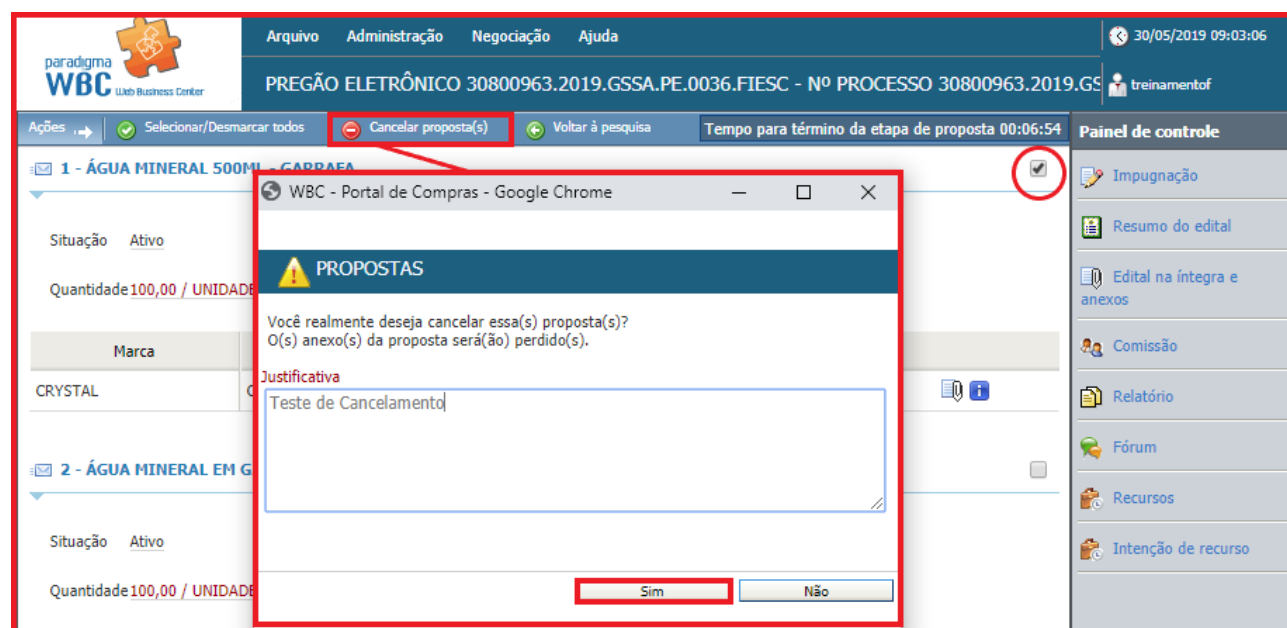 paradigma
WBC Web Business Center
Arquivo Administração Negociação Ajuda
30/05/2019 09:03:06
PREGÃO ELETRÔNICO 30800963.2019.GSSA.PE.0036.FIESC - Nº PROCESSO 30800963.2019.GS
treinamentof
Ações Selecionar/Desmarcar todos Cancelar proposta(s) Voltar à pesquisa Tempo para término da etapa de proposta 00:06:54
Painel de controle
1 - ÁGUA MINERAL 500ML - GARRAFA
WBC - Portal de Compras - Google Chrome
Impugnação
Situação Ativo
Resumo do edital
PROPOSTAS
Quantidade 100,00 / UNIDADE
Edital na íntegra e
anexos
Você realmente deseja cancelar essa(s) proposta(s)?
O(s) anexo(s) da proposta será(ão) perdido(s).
Marca
Comissão
Justificativa
CRYSTAL
Teste de Cancelamento
Relatório
Fórum
2 - ÁGUA MINERAL EM G
Recursos
Situação Ativo
Intenção de recurso
Quantidade 100,00 / UNIDADE
Sim Não